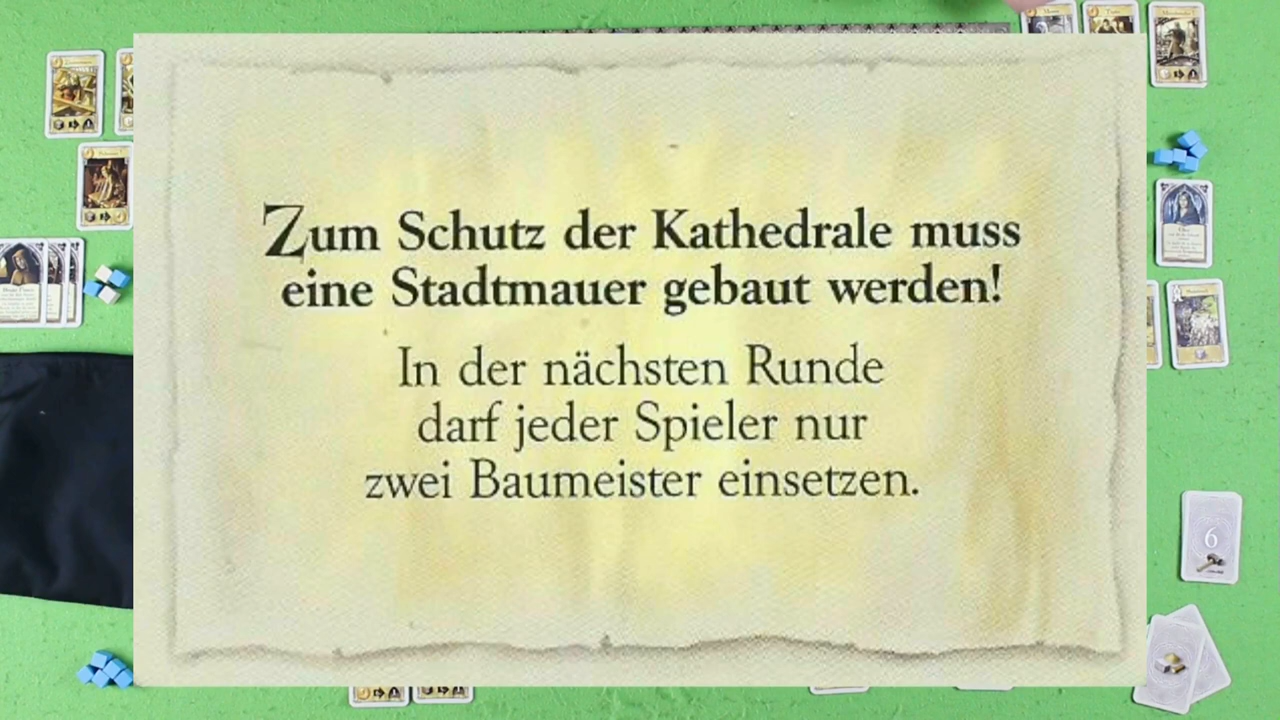 Zum Schutz der Kathedrale muss
eine Stadtmauer gebaut werden!
In der nächsten Runde
darf jeder Spieler nur
zwei Baumeister einsetzen.
6